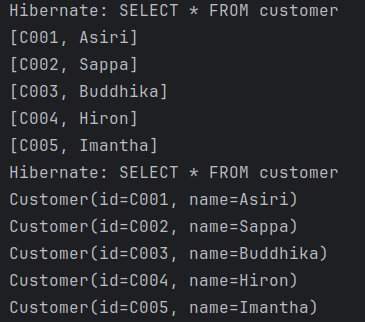 Hibernate: SELECT * FROM customer
[C001, Asiri]
[C002, Sappa]
[C003, Buddhika]
[C004, Hiron]
[C005, Imantha]
Hibernate: SELECT * FROM customer
Customer(id=C001, name=Asiri)
Customer(id=C002, name=Sappa)
Customer(id=C003, name=Buddhika)
Customer(id=C004, name=Hiron)
Customer(id=C005, name=Imantha)